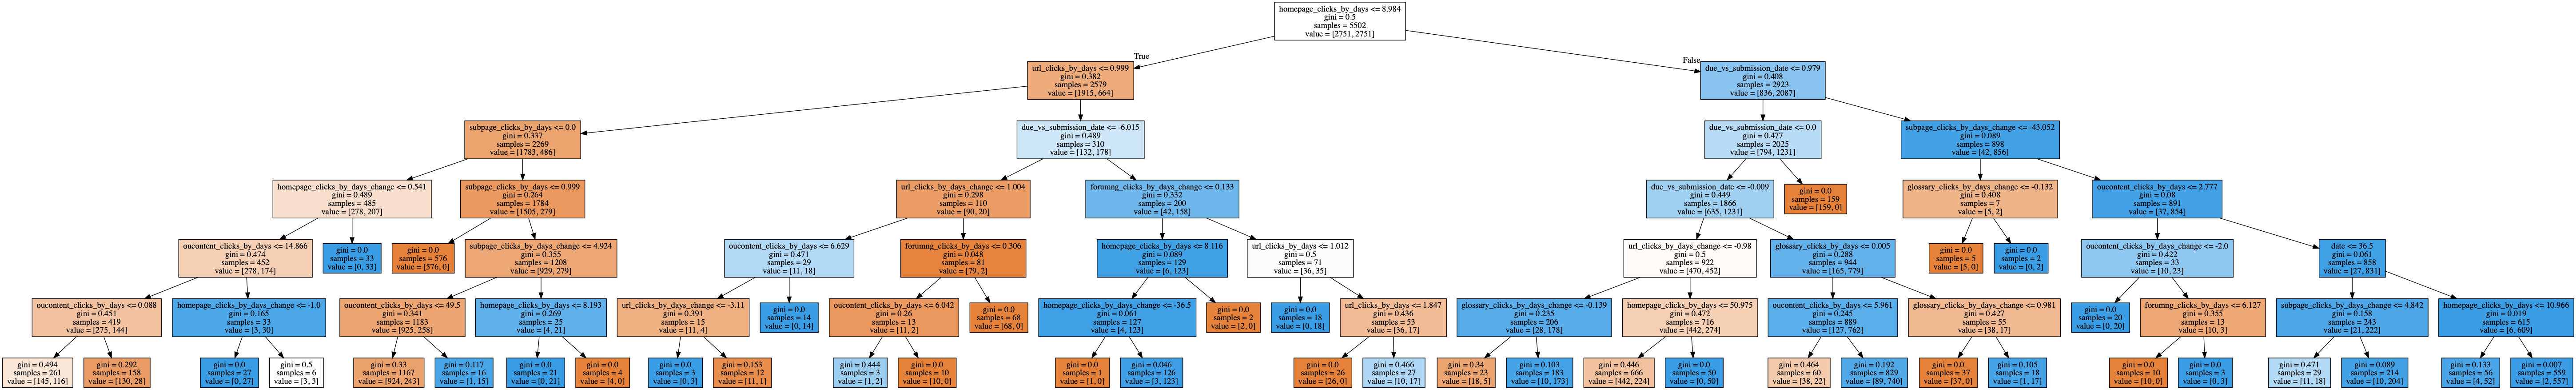 homepage_clicks_by_days <= 8.984
gini = 0.5
samples = 5502
value = [2751, 2751]
True
False
url_clicks_by_days <= 0.999
gini = 0.382
samples = 2579
value = [1915, 664]
due_vs_submission_date <= 0.979
gini = 0.408
samples = 2923
value = [836, 2087]
subpage_clicks_by_days <= 0.0
gini = 0.337
samples = 2269
value = [1783, 486]
due_vs_submission_date <= -6.015
gini = 0.489
samples = 310
value = [132, 178]
due_vs_submission_date <= 0.0
gini = 0.477
samples = 2025
value = [794, 1231]
subpage_clicks_by_days_change <= -43.052
gini = 0.089
samples = 898
value = [42, 856]
homepage_clicks_by_days_change <= 0.541
gini = 0.489
samples = 485
value = [278, 207]
subpage_clicks_by_days <= 0.999
gini = 0.264
samples = 1784
value = [1505, 279]
url_clicks_by_days_change <= 1.004
gini = 0.298
samples = 110
value = [90, 20]
forumng_clicks_by_days_change <= 0.133
gini = 0.332
samples = 200
value = [42, 158]
due_vs_submission_date <= -0.009
gini = 0.449
samples = 1866
value = [635, 1231]
gini = 0.0
samples = 159
value = [159, 0]
glossary_clicks_by_days_change <= -0.132
gini = 0.408
samples = 7
value = [5, 2]
oucontent_clicks_by_days <= 2.777
gini = 0.08
samples = 891
value = [37, 854]
oucontent_clicks_by_days <= 14.866
gini = 0.474
samples = 452
value = [278, 174]
gini = 0.0
samples = 33
value = [0, 33]
gini = 0.0
samples = 576
value = [576, 0]
subpage_clicks_by_days_change <= 4.924
gini = 0.355
samples = 1208
value = [929, 279]
oucontent_clicks_by_days <= 6.629
gini = 0.471
samples = 29
value = [11, 18]
forumng_clicks_by_days <= 0.306
gini = 0.048
samples = 81
value = [79, 2]
homepage_clicks_by_days <= 8.116
gini = 0.089
samples = 129
value = [6, 123]
url_clicks_by_days <= 1.012
gini = 0.5
samples = 71
value = [36, 35]
url_clicks_by_days_change <= -0.98
gini = 0.5
samples = 922
value = [470, 452]
glossary_clicks_by_days <= 0.005
gini = 0.288
samples = 944
value = [165, 779]
gini = 0.0
samples = 5
value = [5, 0]
gini = 0.0
samples = 2
value = [0, 2]
oucontent_clicks_by_days_change <= -2.0
gini = 0.422
samples = 33
value = [10, 23]
date <= 36.5
gini = 0.061
samples = 858
value = [27, 831]
oucontent_clicks_by_days <= 0.088
gini = 0.451
samples = 419
value = [275, 144]
homepage_clicks_by_days_change <= -1.0
gini = 0.165
samples = 33
value = [3, 30]
oucontent_clicks_by_days <= 49.5
gini = 0.341
samples = 1183
value = [925, 258]
homepage_clicks_by_days <= 8.193
gini = 0.269
samples = 25
value = [4, 21]
url_clicks_by_days_change <= -3.11
gini = 0.391
samples = 15
value = [11, 4]
gini = 0.0
samples = 14
value = [0, 14]
oucontent_clicks_by_days <= 6.042
gini = 0.26
samples = 13
value = [11, 2]
gini = 0.0
samples = 68
value = [68, 0]
homepage_clicks_by_days_change <= -36.5
gini = 0.061
samples = 127
value = [4, 123]
gini = 0.0
samples = 2
value = [2, 0]
gini = 0.0
samples = 18
value = [0, 18]
url_clicks_by_days <= 1.847
gini = 0.436
samples = 53
value = [36, 17]
glossary_clicks_by_days_change <= -0.139
gini = 0.235
samples = 206
value = [28, 178]
homepage_clicks_by_days <= 50.975
gini = 0.472
samples = 716
value = [442, 274]
oucontent_clicks_by_days <= 5.961
gini = 0.245
samples = 889
value = [127, 762]
glossary_clicks_by_days_change <= 0.981
gini = 0.427
samples = 55
value = [38, 17]
gini = 0.0
samples = 20
value = [0, 20]
forumng_clicks_by_days <= 6.127
gini = 0.355
samples = 13
value = [10, 3]
subpage_clicks_by_days_change <= 4.842
gini = 0.158
samples = 243
value = [21, 222]
homepage_clicks_by_days <= 10.966
gini = 0.019
samples = 615
value = [6, 609]
gini = 0.494
samples = 261
value = [145, 116]
gini = 0.292
samples = 158
value = [130, 28]
gini = 0.0
samples = 27
value = [0, 27]
gini = 0.5
samples = 6
value = [3, 3]
gini = 0.33
samples = 1167
value = [924, 243]
gini = 0.117
samples = 16
value = [1, 15]
gini = 0.0
samples = 21
value = [0, 21]
gini = 0.0
samples = 4
value = [4, 0]
gini = 0.0
samples = 3
value = [0, 3]
gini = 0.153
samples = 12
value = [11, 1]
gini = 0.444
samples = 3
value = [1, 2]
gini = 0.0
samples = 10
value = [10, 0]
gini = 0.0
samples = 1
value = [1, 0]
gini = 0.046
samples = 126
value = [3, 123]
gini = 0.0
samples = 26
value = [26, 0]
gini = 0.466
samples = 27
value = [10, 17]
gini = 0.34
samples = 23
value = [18, 5]
gini = 0.103
samples = 183
value = [10, 173]
gini = 0.446
samples = 666
value = [442, 224]
gini = 0.0
samples = 50
value = [0, 50]
gini = 0.464
samples = 60
value = [38, 22]
gini = 0.192
samples = 829
value = [89, 740]
gini = 0.0
samples = 37
value = [37, 0]
gini = 0.105
samples = 18
value = [1, 17]
gini = 0.0
samples = 10
value = [10, 0]
gini = 0.0
samples = 3
value = [0, 3]
gini = 0.471
samples = 29
value = [11, 18]
gini = 0.089
samples = 214
value = [10, 204]
gini = 0.133
samples = 56
value = [4, 52]
gini = 0.007
samples = 559
value = [2, 557]